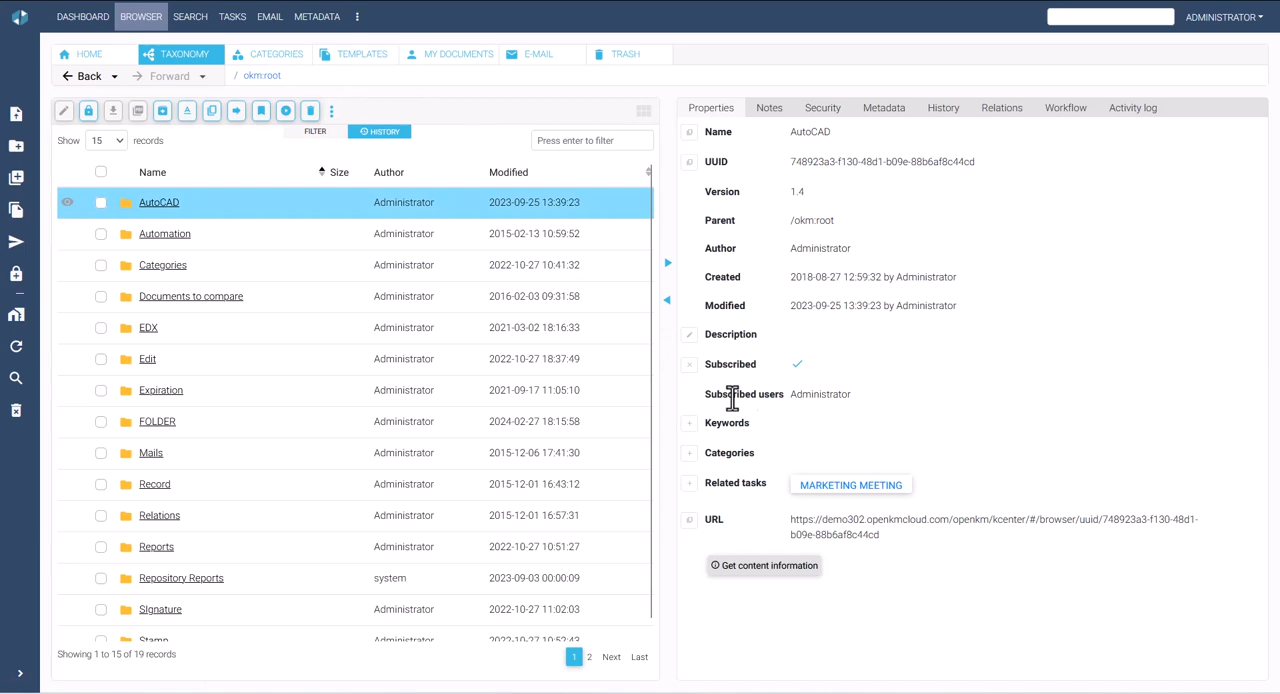 DASHBOARD BROWSER SEARCH TASKS EMAIL METADATA ADMINISTRATOR
HOME TAXONOMY CATEGORIES TEMPLATES MY DOCUMENTS E-MAIL TRASH
Back Forward / okm:root
FILTER HISTORY
Show 15 records Press enter to filter
Name Size Author Modified
AutoCAD Administrator 2023-09-25 13:39:23
Automation Administrator 2015-02-13 10:59:52
Categories Administrator 2022-10-27 10:41:32
Documents to compare Administrator 2016-02-03 09:31:58
EDX Administrator 2021-03-02 18:16:33
Edit Administrator 2022-10-27 18:37:49
Expiration Administrator 2021-09-17 11:05:10
FOLDER Administrator 2024-02-27 18:15:58
Mails Administrator 2015-12-06 17:41:30
Record Administrator 2015-12-01 16:43:12
Relations Administrator 2015-12-01 16:57:31
Reports Administrator 2022-10-27 10:51:27
Repository Reports system 2023-09-03 00:00:09
SIgnature Administrator 2022-10-27 11:02:03
Stamp Administrator 2022-10-27 10:52:43
Showing 1 to 15 of 19 records 1 2 Next Last
Properties Notes Security Metadata History Relations Workflow Activity log
Name AutoCAD
UUID 748923a3-f130-48d1-b09e-88b6af8c44cd
Version 1.4
Parent /okm:root
Author Administrator
Created 2018-08-27 12:59:32 by Administrator
Modified 2023-09-25 13:39:23 by Administrator
Description
Subscribed
Subscribed users Administrator
Keywords
Categories
Related tasks MARKETING MEETING
URL https://demo302.openkmcloud.com/openkm/kcenter/#/browser/uuid/748923a3-f130-48d1-
b09e-88b6af8c44cd
Get content information